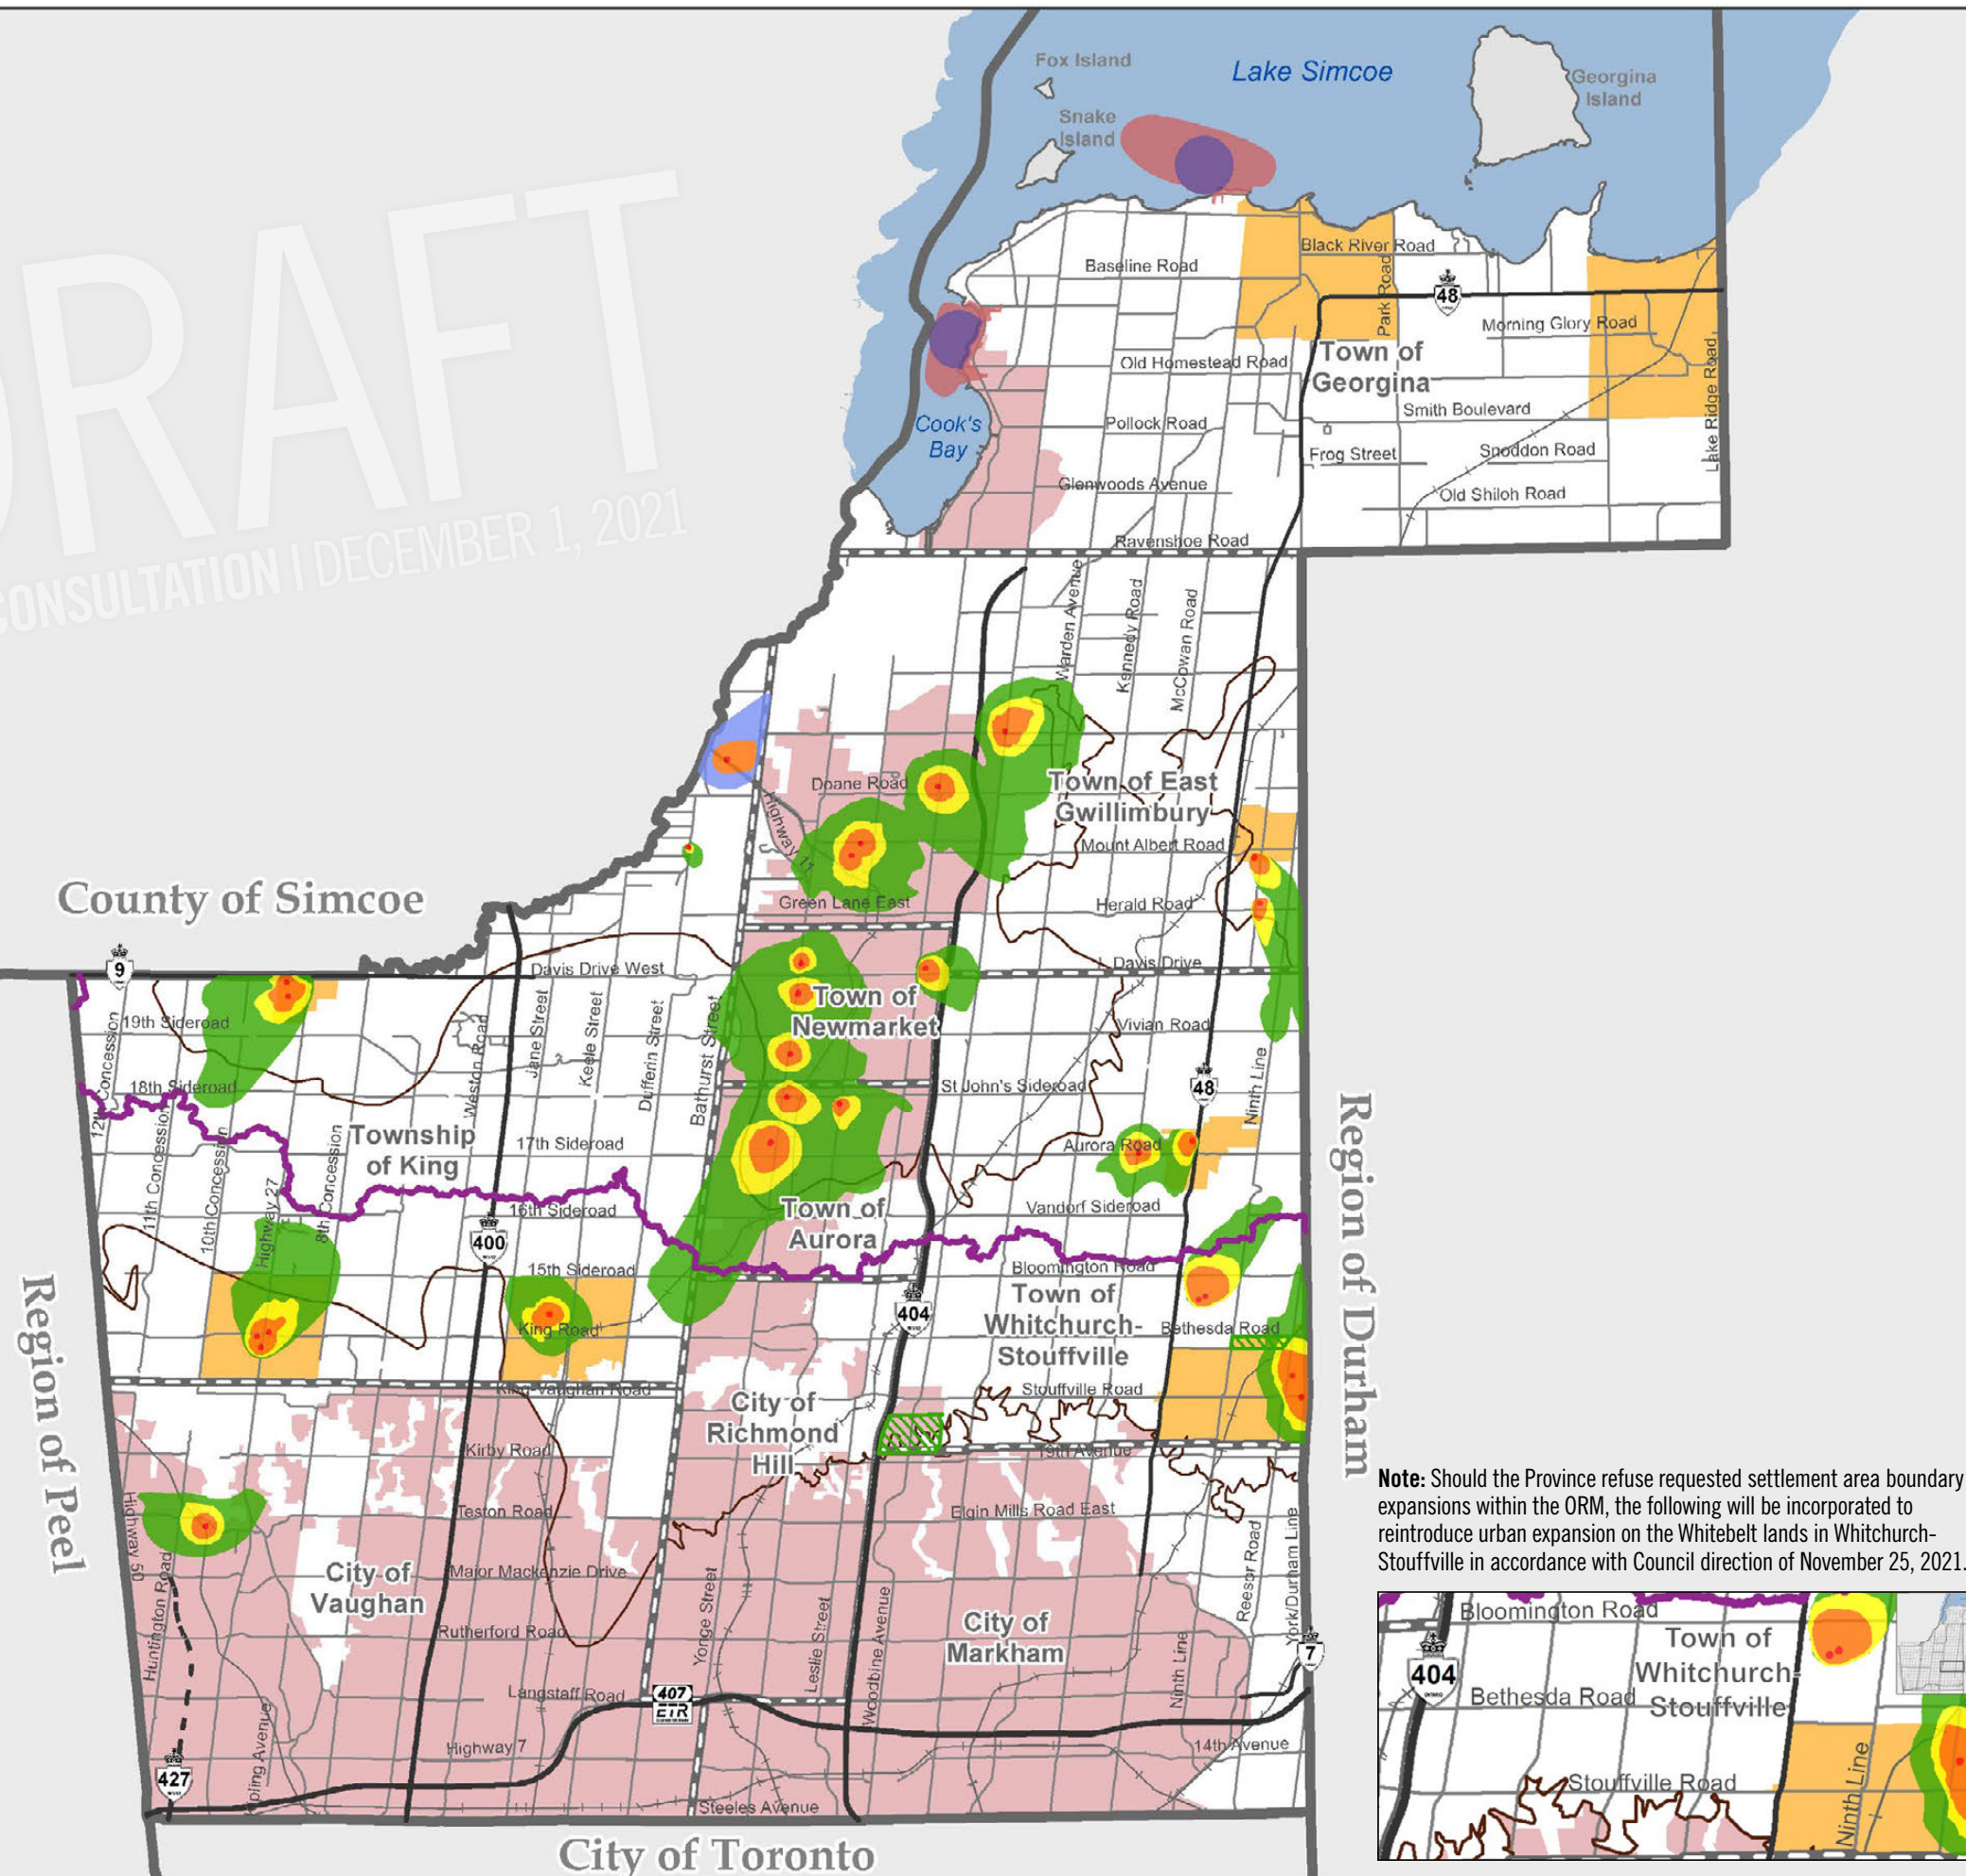 Fox Island
Lake Simcoe
Georgina
Island
Snake
Island
DRAFT
CONSULTATION | DECEMBER 1, 2021
Black River Road
Baseline Road
Park Road
48
Morning Glory Road
Old Homestead Road
Town of
Georgina
Lake Ridge Road
Smith Boulevard
Cook's
Bay
Pollock Road
Frog Street
Snoddon Road
Glenwoods Avenue
Old Shiloh Road
Ravenshoe Road
Warden Avenue
Kennedy Road
McCowan Road
Doane Road
Town of East
Gwillimbury
Highway 11
Mount Albert Road
County of Simcoe
Green Lane East
Herald Road
9
Davis Drive West
Davis Drive
Town of
Newmarket
12th Concession
19th Sideroad
Weston Road
Jane Street
Keele Street
Dufferin Street
Bathurst Street
Vivian Road
18th Sideroad
St John's Sideroad
48
Ninth Line
11th Concession
10th Concession
Highway 27
8th Concession
Township
of King
17th Sideroad
Aurora Road
Region of Durham
16th Sideroad
Town of
Aurora
Vandorf Sideroad
400
15th Sideroad
Bloomington Road
Region of Peel
404
Town of
Whitchurch-
Stouffville
King Road
Bethesda Road
King-Vaughan Road
Stouffville Road
City of
Richmond
Hill
Kirby Road
19th Avenue
Highway 50
Teston Road
Elgin Mills Road East
Huntington Road
City of
Vaughan
Major Mackenzie Drive
Reesor Road
York/Durham Line
Rutherford Road
Yonge Street
Leslie Street
Woodbine Avenue
City of
Markham
Ninth Line
7
Langstaff Road
407
ETR
Highway 7
14th Avenue
427
Steeles Avenue
City of Toronto
Note: Should the Province refuse requested settlement area boundary
expansions within the ORM, the following will be incorporated to
reintroduce urban expansion on the Whitebelt lands in Whitchurch-
Stouffville in accordance with Council direction of November 25, 2021.
Bloomington Road
Town of
Whitchurch-
Stouffville
404
ONTARIO
Bethesda Road
Stouffville Road
Ninth Line